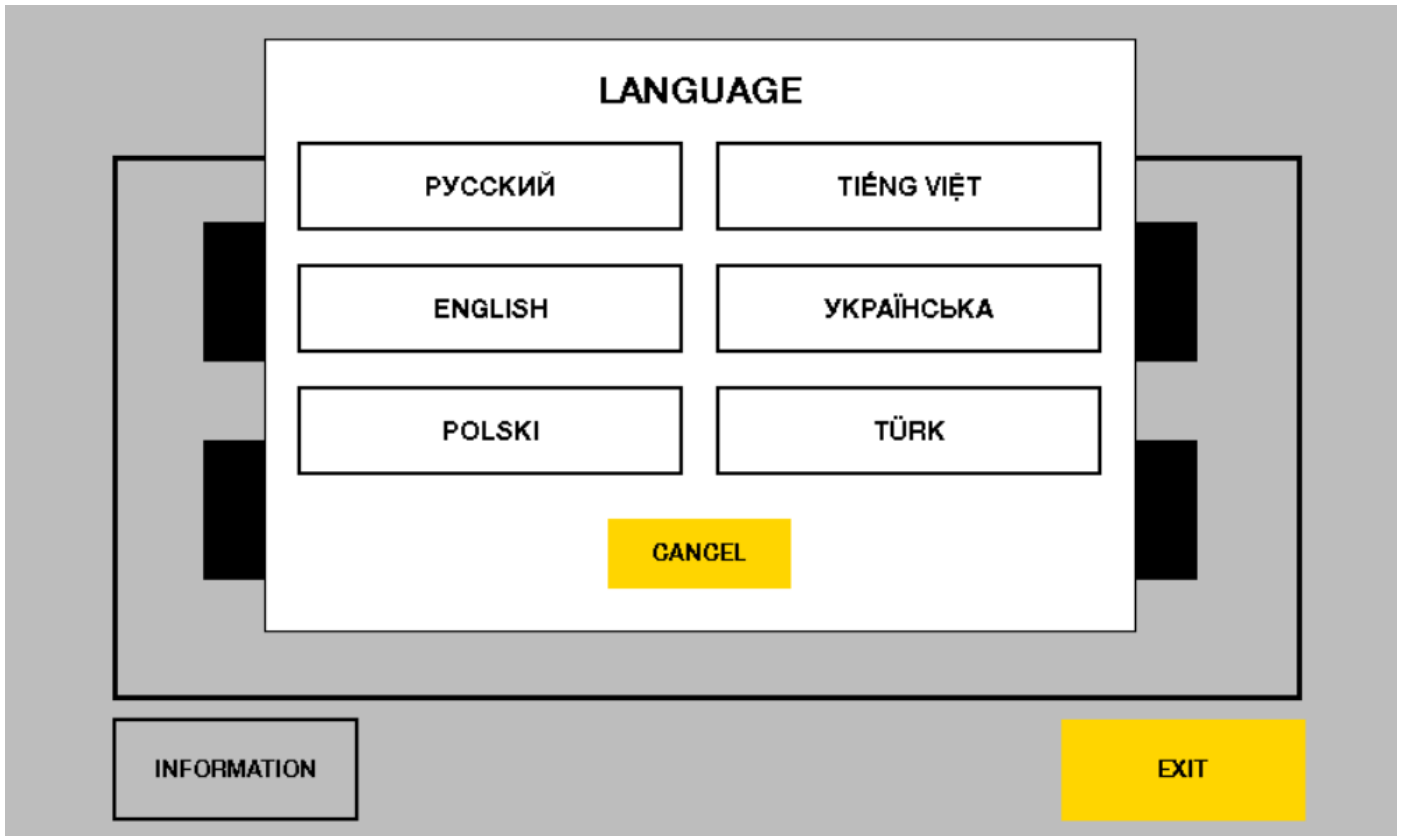 LANGUAGE
РУССКИЙ
TIẾNG VIỆT
ENGLISH
УКРАЇНСЬКА
POLSKI
TÜRK
CANCEL
INFORMATION
EXIT